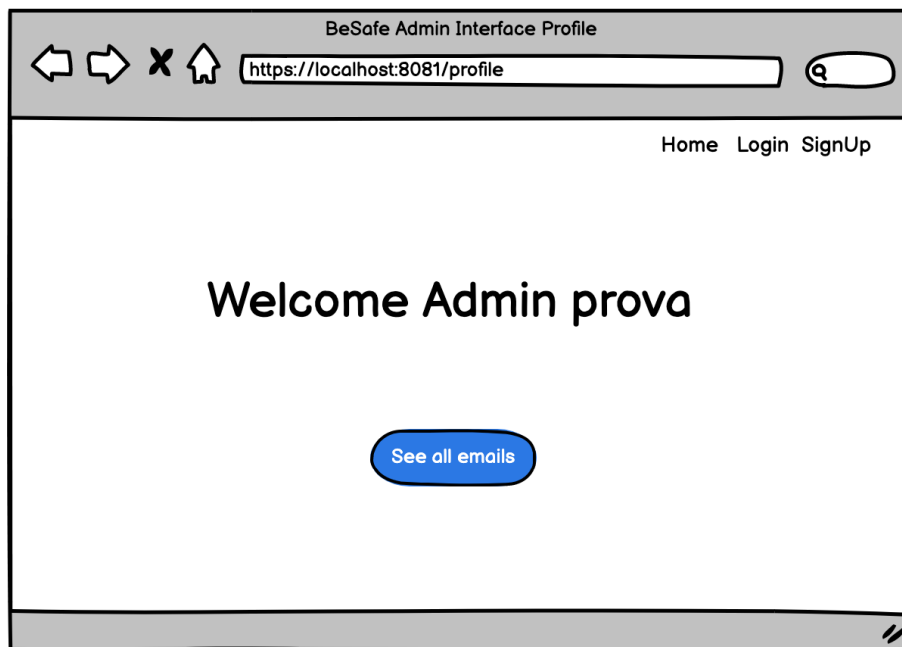 BeSafe Admin Interface Profile
https://localhost:8081/profile
Home Login SignUp
Welcome Admin prova
See all emails